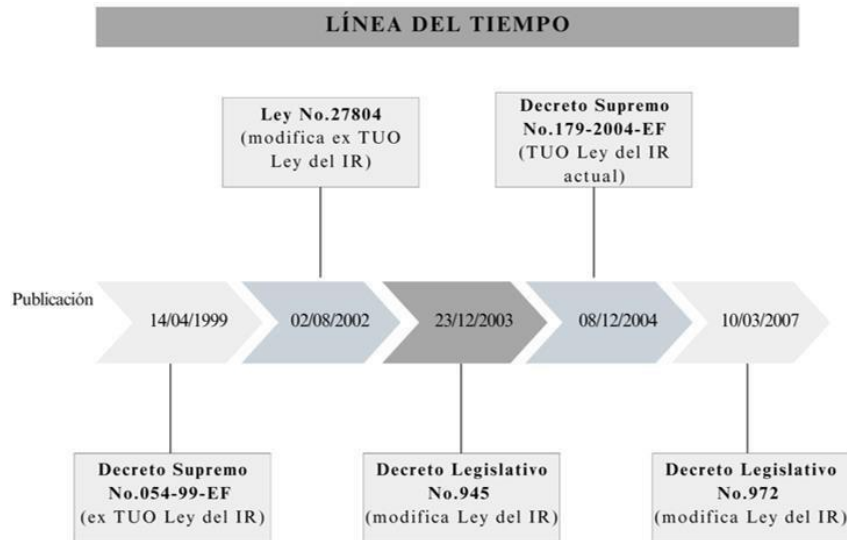 LÍNEA DEL TIEMPO
Ley No.27804
(modifica ex TUO
Ley del IR)
Decreto Supremo
No.179-2004-EF
(TUO Ley del IR
actual)
Publicación
14/04/1999
02/08/2002
23/12/2003
08/12/2004
10/03/2007
Decreto Supremo
No.054-99-EF
(ex TUO Ley del IR)
Decreto Legislativo
No.945
(modifica Ley del IR)
Decreto Legislativo
No.972
(modifica Ley del IR)